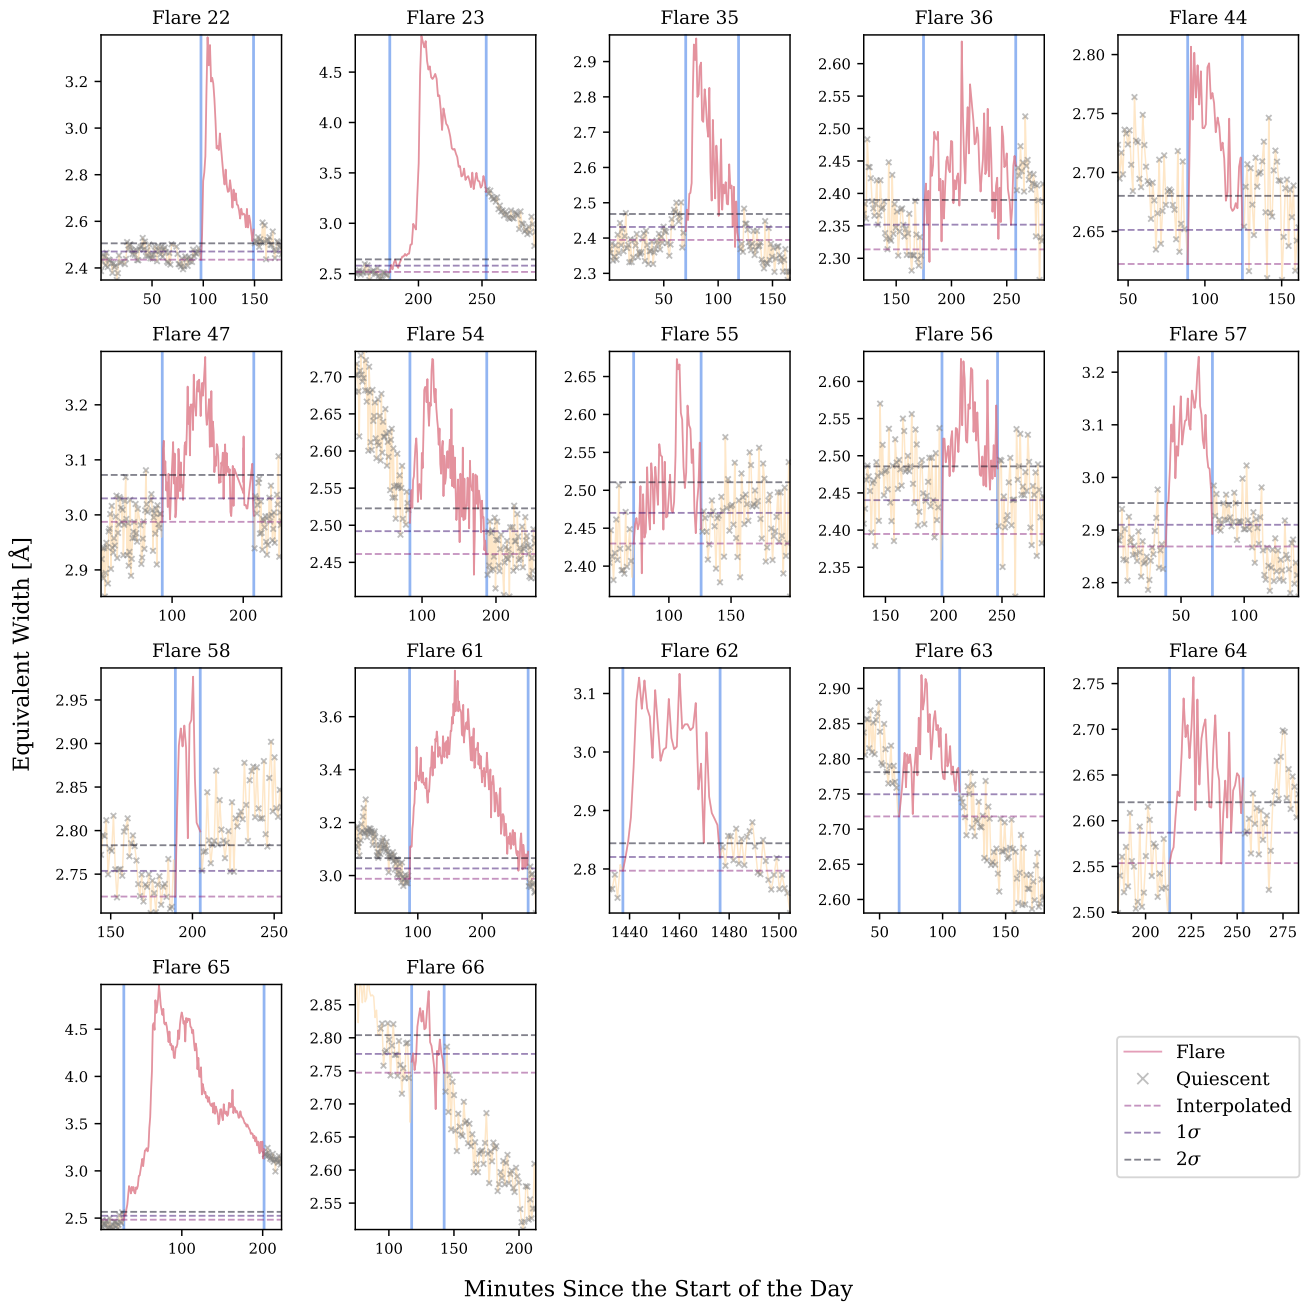 Flare 22 Flare 23 Flare 35 Flare 36 Flare 44
3.2 3.0 2.8 2.6 2.4
4.5 4.0 3.5 3.0 2.5
2.9 2.8 2.7 2.6 2.5 2.4 2.3
2.60 2.55 2.50 2.45 2.40 2.35 2.30
2.80 2.75 2.70 2.65
50 100 150 200 250 50 100 150 150 200 250 50 100 150
Flare 47 Flare 54 Flare 55 Flare 56 Flare 57
3.2 3.1 3.0 2.9
2.70 2.65 2.60 2.55 2.50 2.45
2.65 2.60 2.55 2.50 2.45 2.40
2.60 2.55 2.50 2.45 2.40 2.35
3.2 3.1 3.0 2.9 2.8
100 200 100 200 100 150 150 200 250 50 100
Equivalent Width [Å]
Flare 58 Flare 61 Flare 62 Flare 63 Flare 64
2.95 2.90 2.85 2.80 2.75
3.6 3.4 3.2 3.0
3.1 3.0 2.9 2.8
2.90 2.85 2.80 2.75 2.70 2.65 2.60
2.75 2.70 2.65 2.60 2.55 2.50
150 200 250 100 200 1440 1460 1480 1500 50 100 150 200 225 250 275
Flare 65 Flare 66
4.5 4.0 3.5 3.0 2.5
2.85 2.80 2.75 2.70 2.65 2.60 2.55
100 200 100 150 200
Flare
Quiescent
Interpolated
1σ
2σ
Minutes Since the Start of the Day